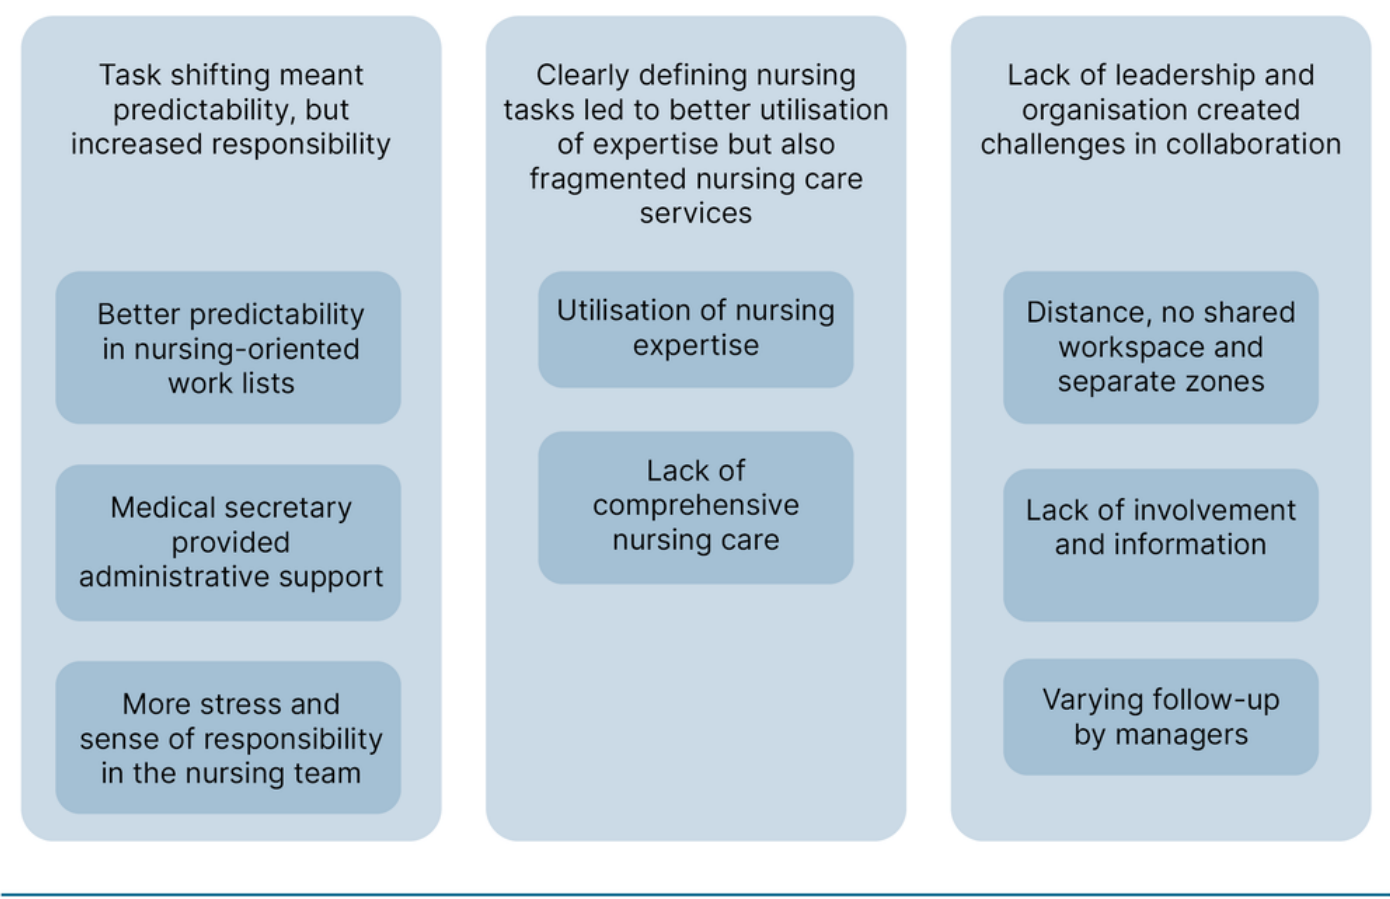 Task shifting meant
predictability, but
increased responsibility
Better predictability
in nursing-oriented
work lists
Medical secretary
provided
administrative support
More stress and
sense of responsibility
in the nursing team
Clearly defining nursing
tasks led to better utilisation
of expertise but also
fragmented nursing care
services
Utilisation of nursing
expertise
Lack of
comprehensive
nursing care
Lack of leadership and
organisation created
challenges in collaboration
Distance, no shared
workspace and
separate zones
Lack of involvement
and information
Varying follow-up
by managers